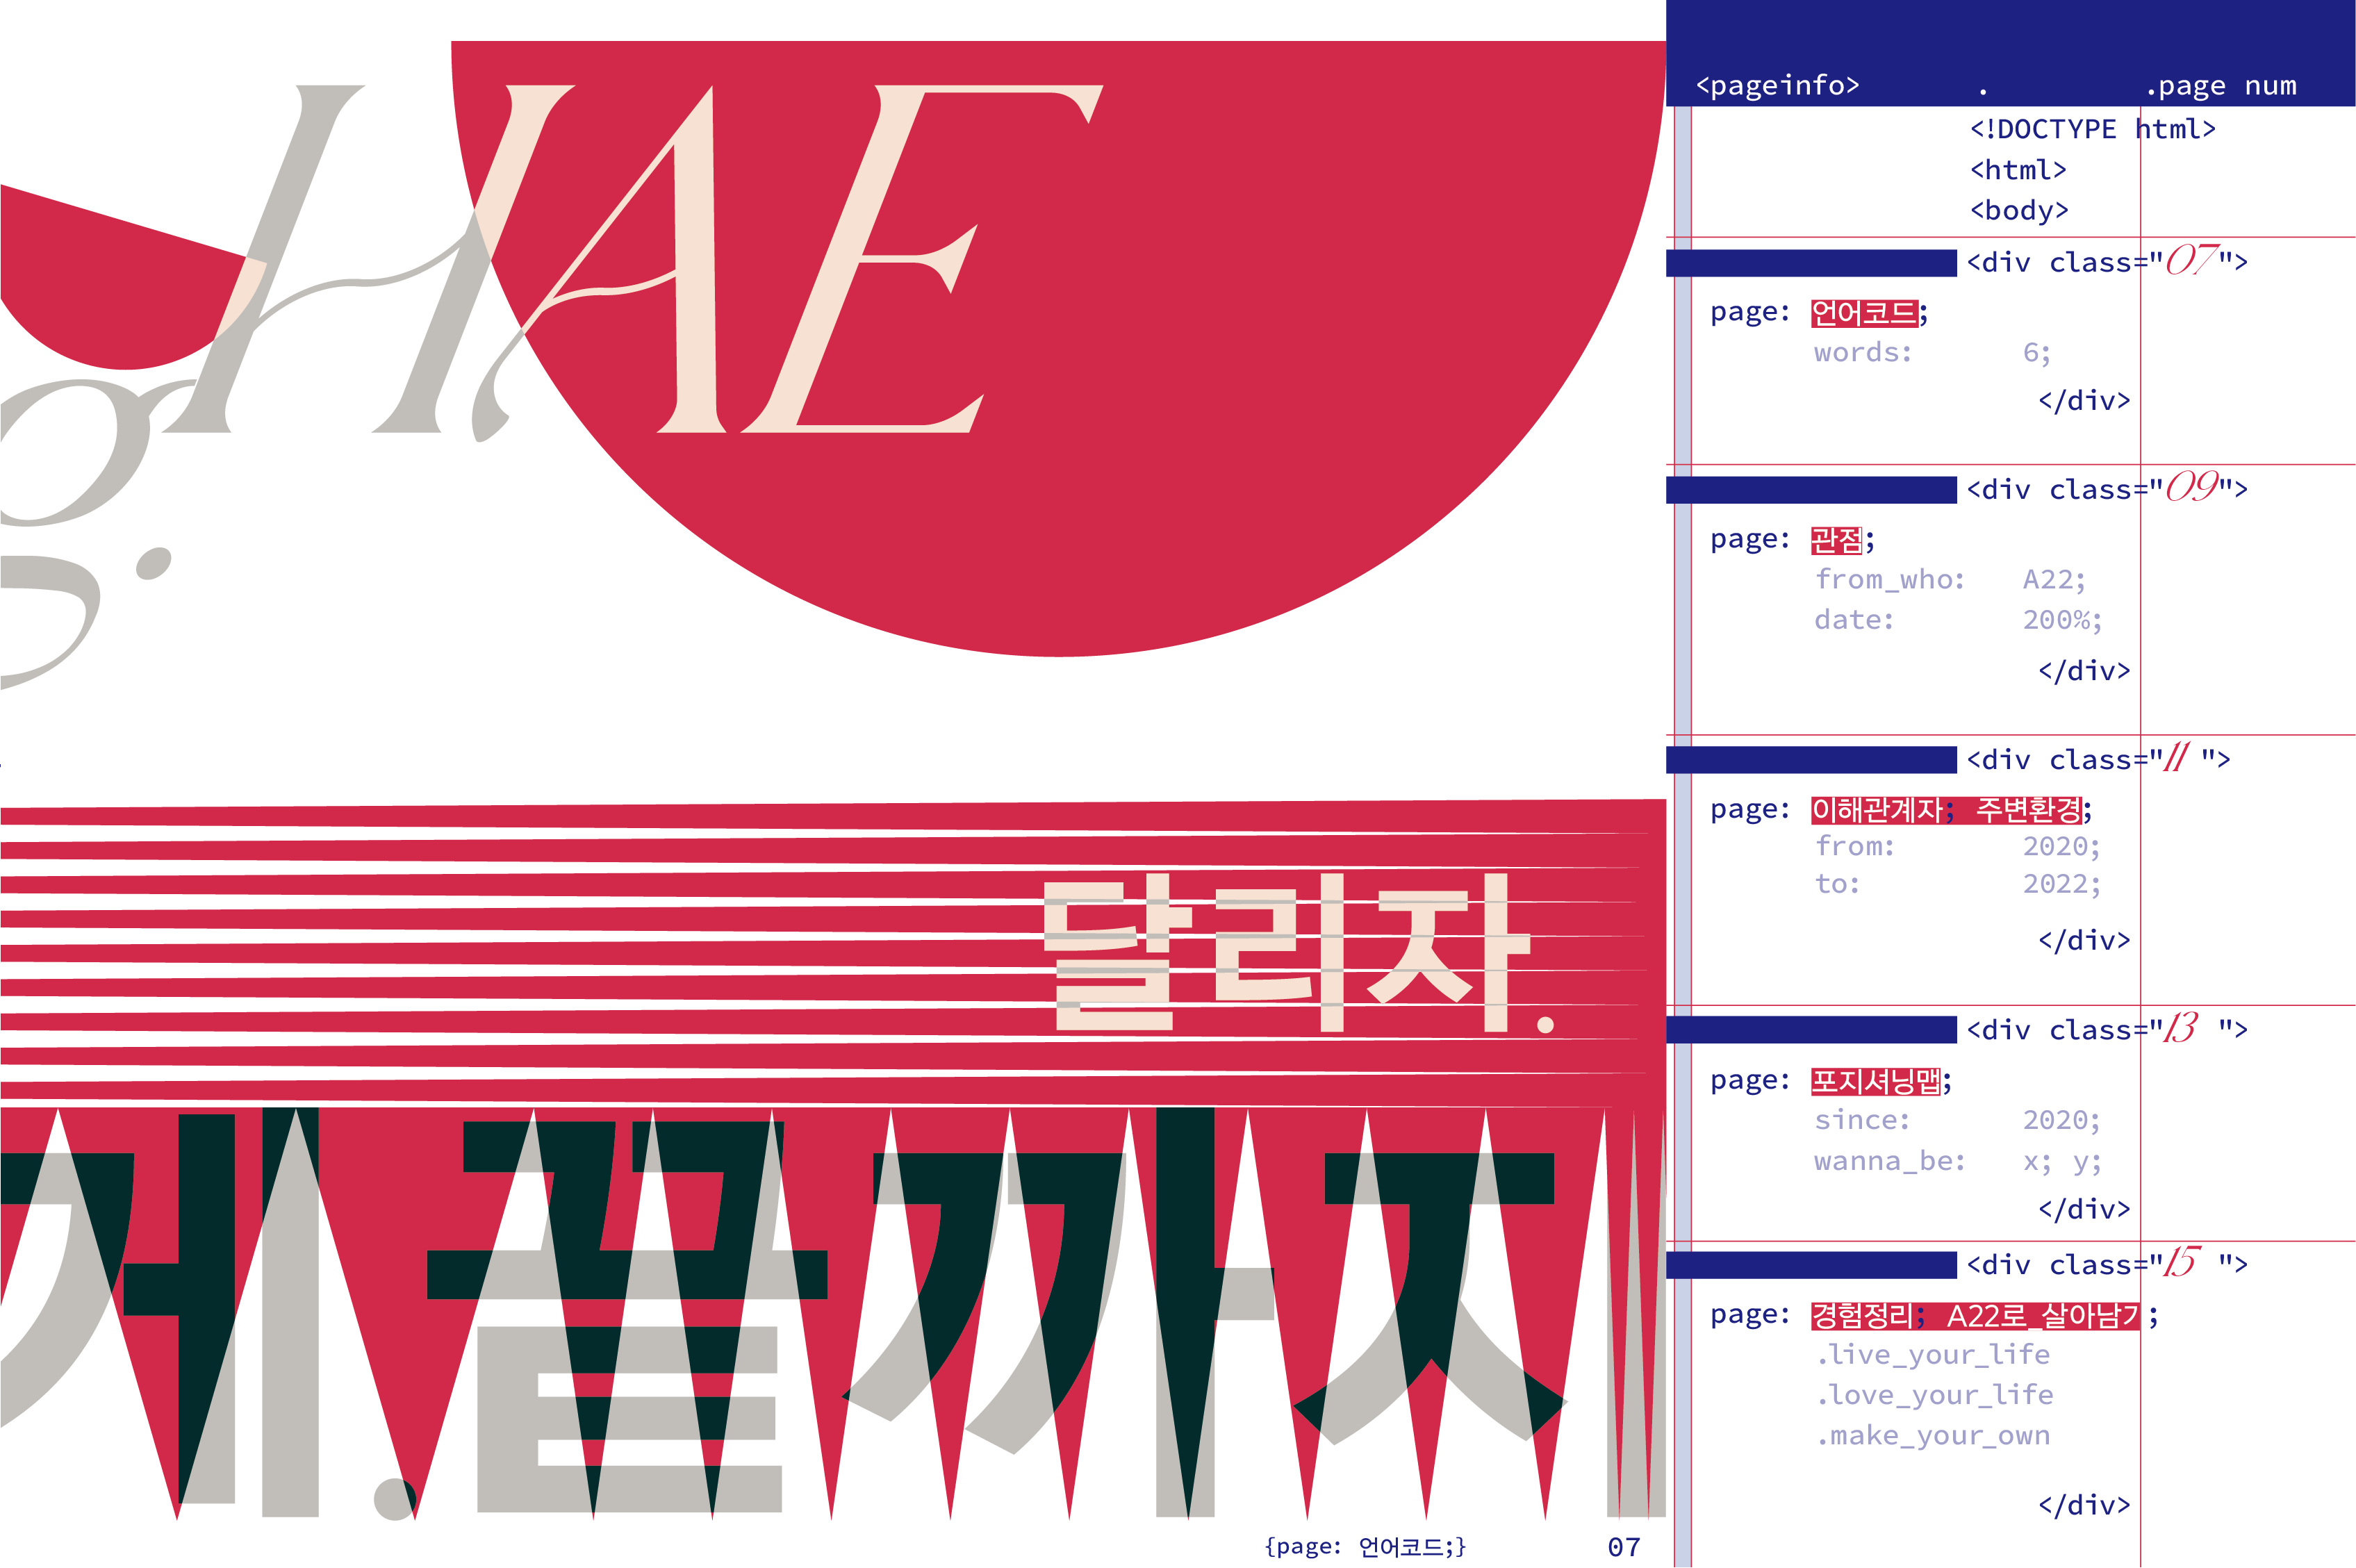 HAE
g
달리자.
게.끝까지
{page: 언어코드;} 07
<pageinfo> . .page num
<!DOCTYPE html>
<html>
<body>
<div class="07">
page: 언어코드;
words: 6;
</div>
<div class="09">
page: 관점;
from_who: A22;
date: 200%;
</div>
<div class="11 ">
page: 이해관계자; 주변환경;
from: 2020;
to: 2022;
</div>
<div class="13 ">
page: 포지셔닝맵;
since: 2020;
wanna_be: x; y;
</div>
<div class="15 ">
page: 경험정리; A22로_살아남기;
.live_your_life
.love_your_life
.make_your_own
</div>